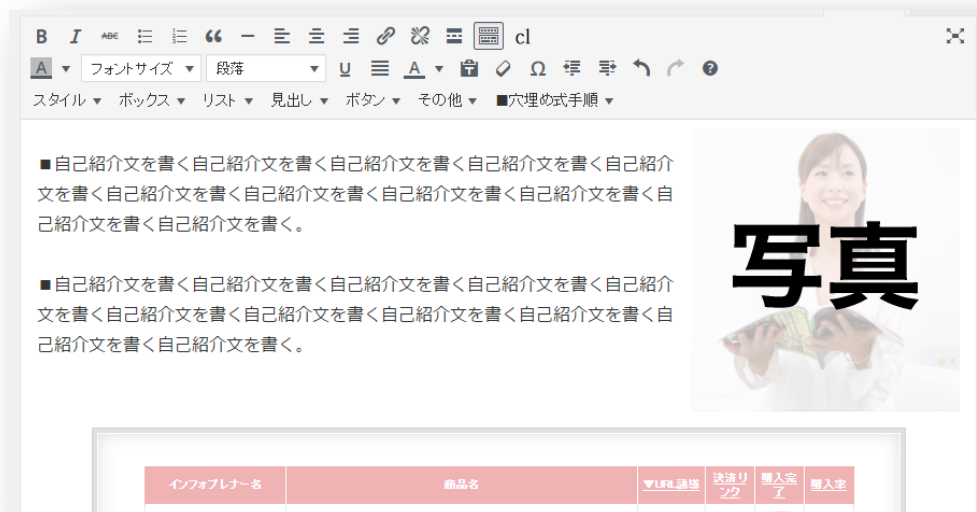 B I ABC cl
A フォントサイズ 段落 U A Ω
スタイル ボックス リスト 見出し ボタン その他 ■穴埋め式手順
■自己紹介文を書く自己紹介文を書く自己紹介文を書く自己紹介文を書く自己紹介
文を書く自己紹介文を書く自己紹介文を書く自己紹介文を書く自己紹介文を書く自
己紹介文を書く自己紹介文を書く。
写真
■自己紹介文を書く自己紹介文を書く自己紹介文を書く自己紹介文を書く自己紹介
文を書く自己紹介文を書く自己紹介文を書く自己紹介文を書く自己紹介文を書く自
己紹介文を書く自己紹介文を書く。
インフォプレナー名 商品名 ▼URL誘導 決済リンク 購入完了 購入率